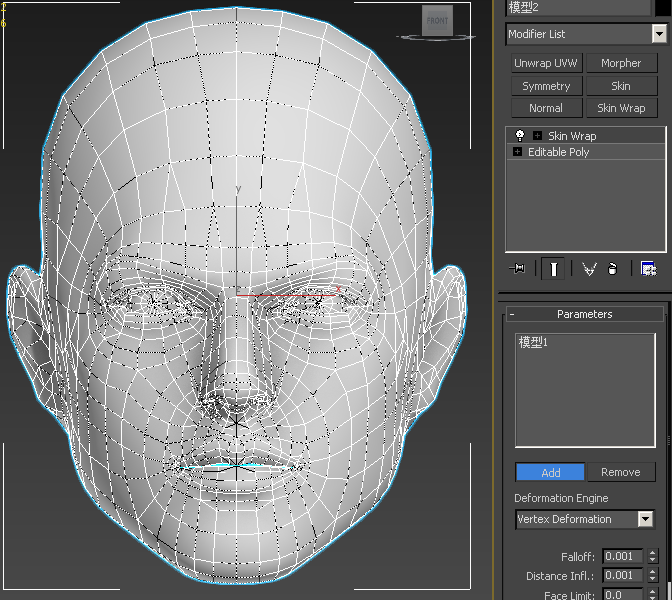 模型2
Modifier List
FRONT
Unwrap UVW
Morpher
Symmetry
Skin
Normal
Skin Wrap
Skin Wrap
Editable Poly
y
x
Parameters
模型1
Add
Remove
Deformation Engine
Vertex Deformation
Falloff: 0.001
Distance Infl.: 0.001
Face Limit: 0.0